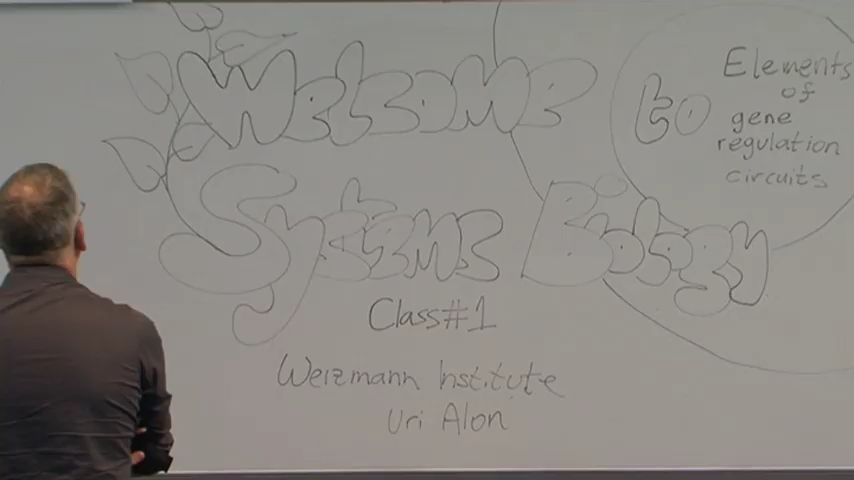 Welcome to
Systems Biology
Class#1
Weizmann Institute
Uri Alon
Elements
of
gene
regulation
circuits